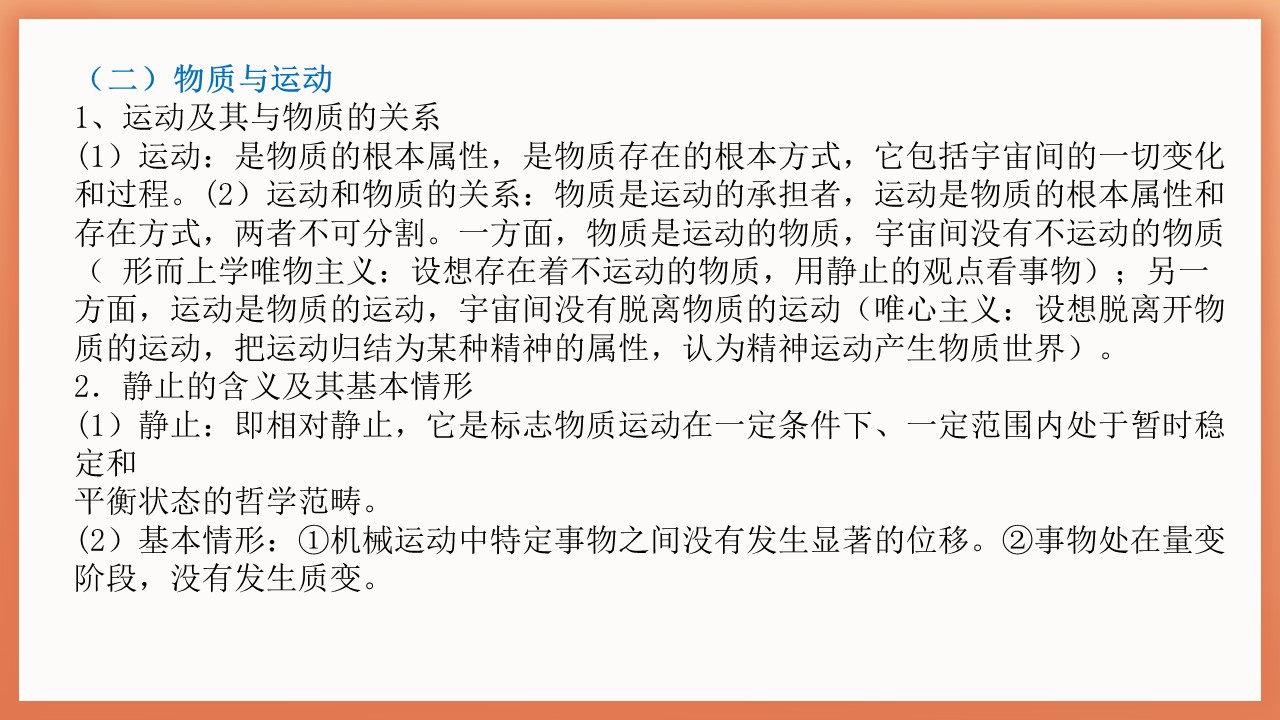 （二）物质与运动
1、运动及其与物质的关系
(1）运动：是物质的根本属性，是物质存在的根本方式，它包括宇宙间的一切变化
和过程。(2）运动和物质的关系：物质是运动的承担者，运动是物质的根本属性和
存在方式，两者不可分割。一方面，物质是运动的物质，宇宙间没有不运动的物质
（ 形而上学唯物主义：设想存在着不运动的物质，用静止的观点看事物）；另一
方面，运动是物质的运动，宇宙间没有脱离物质的运动（唯心主义：设想脱离开物
质的运动，把运动归结为某种精神的属性，认为精神运动产生物质世界）。
2．静止的含义及其基本情形
(1）静止：即相对静止，它是标志物质运动在一定条件下、一定范围内处于暂时稳
定和
平衡状态的哲学范畴。
(2）基本情形：①机械运动中特定事物之间没有发生显著的位移。②事物处在量变
阶段，没有发生质变。